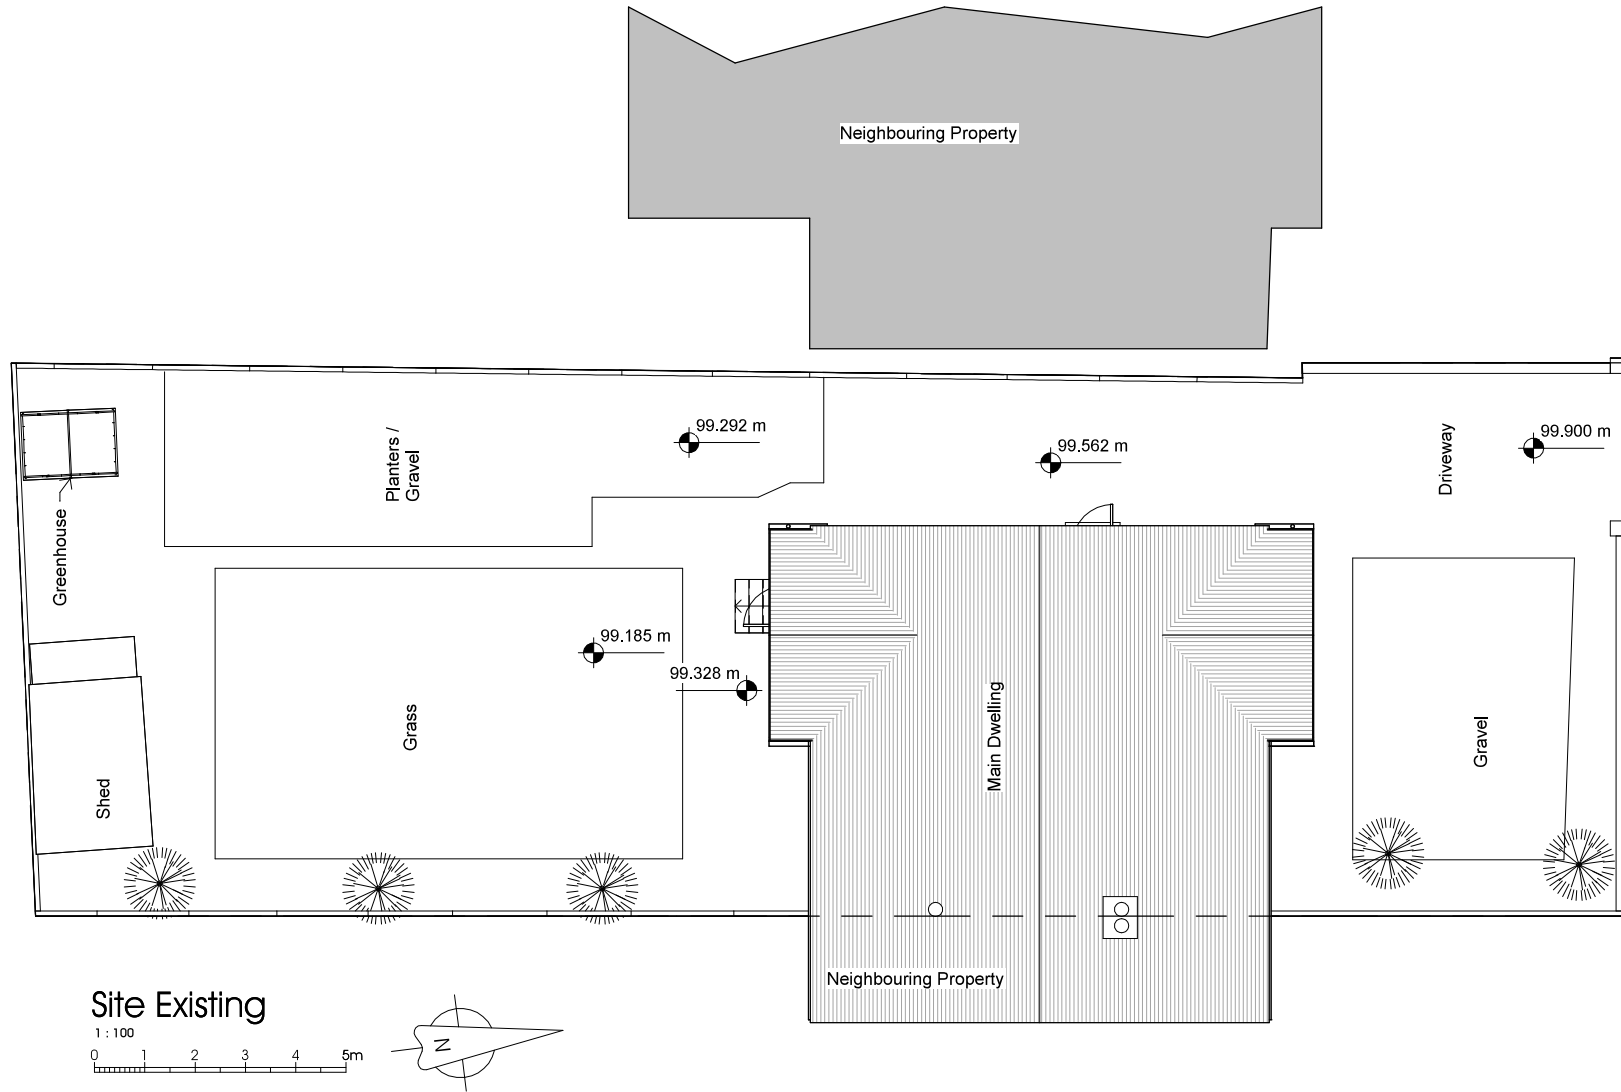 Neighbouring Property
99.292 m
99.562 m
99.900 m
Planters /
Gravel
Driveway
Greenhouse
99.185 m
99.328 m
Grass
Main Dwelling
Gravel
Shed
Neighbouring Property
Site Existing
1 : 100
0 1 2 3 4 5m
N